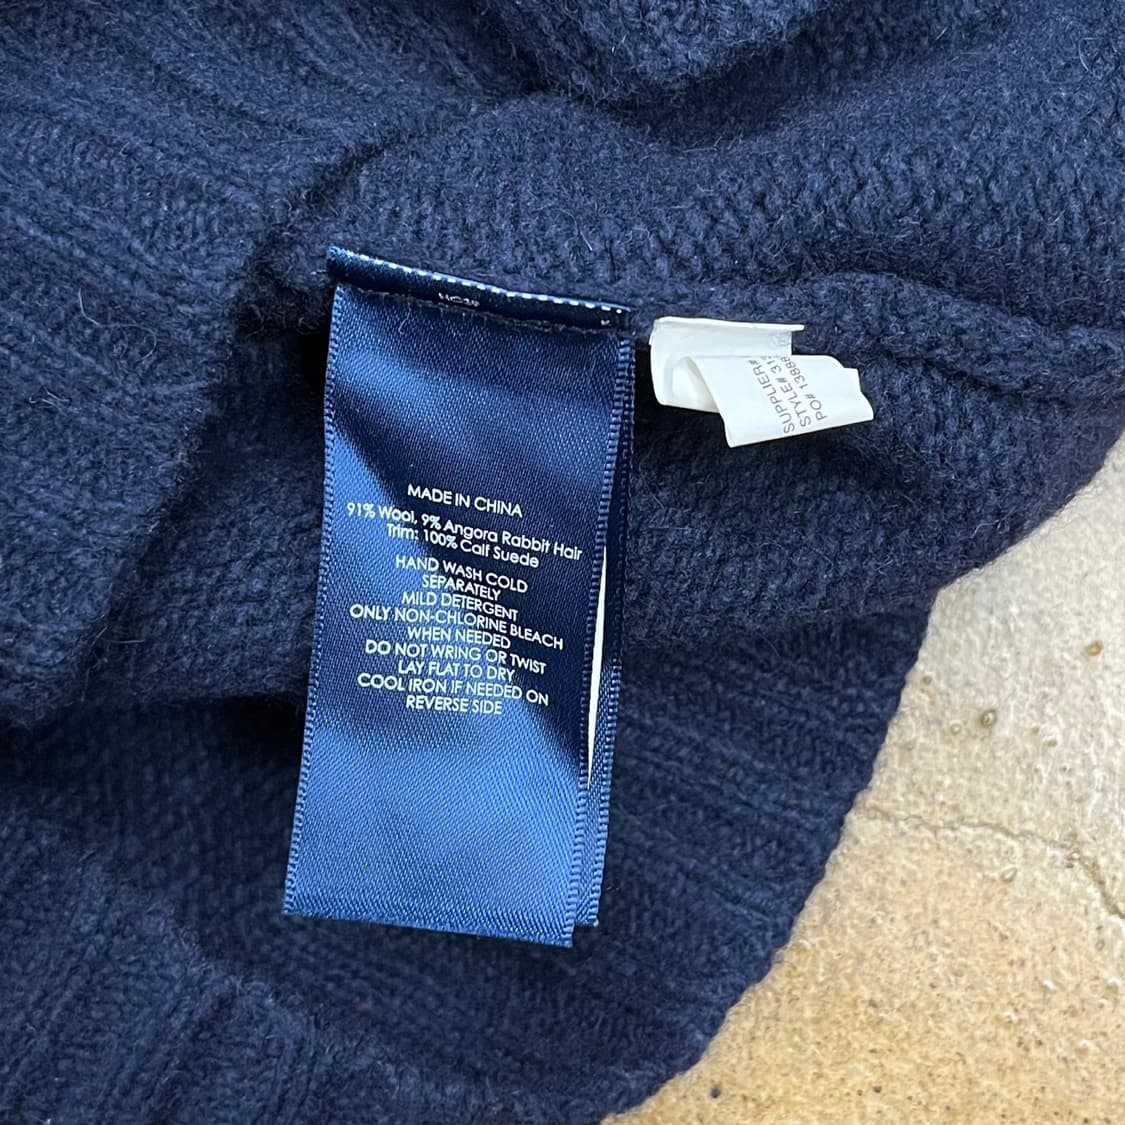 MADE IN CHINA
91% Wool, 9% Angora Rabbit Hair
Trim: 100% Calf Suede
HAND WASH COLD
SEPARATELY
MILD DETERGENT
ONLY NON-CHLORINE BLEACH
WHEN NEEDED
DO NOT WRING OR TWIST
LAY FLAT TO DRY
COOL IRON IF NEEDED ON
REVERSE SIDE
SUPPLIER#
STYLE#
PO#